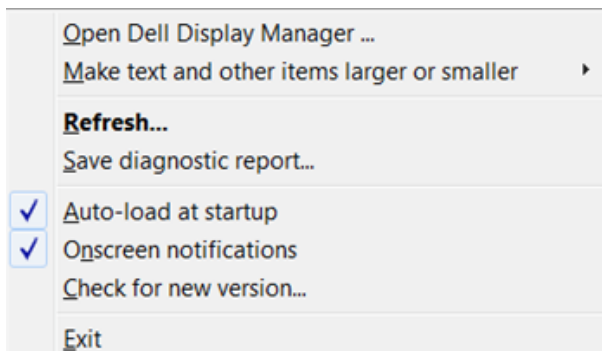 Open Dell Display Manager ...
Make text and other items larger or smaller
Refresh...
Save diagnostic report...
Auto-load at startup
Onscreen notifications
Check for new version...
Exit